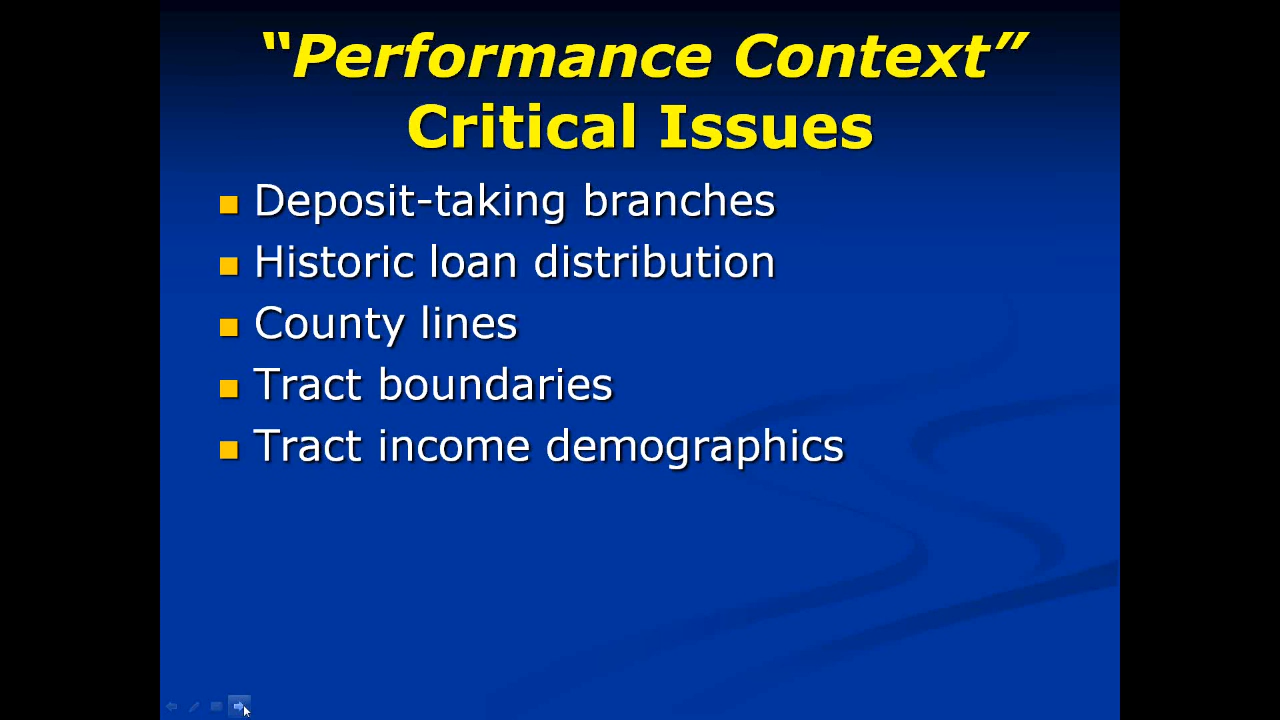 “Performance Context”
Critical Issues
Deposit-taking branches
Historic loan distribution
County lines
Tract boundaries
Tract income demographics